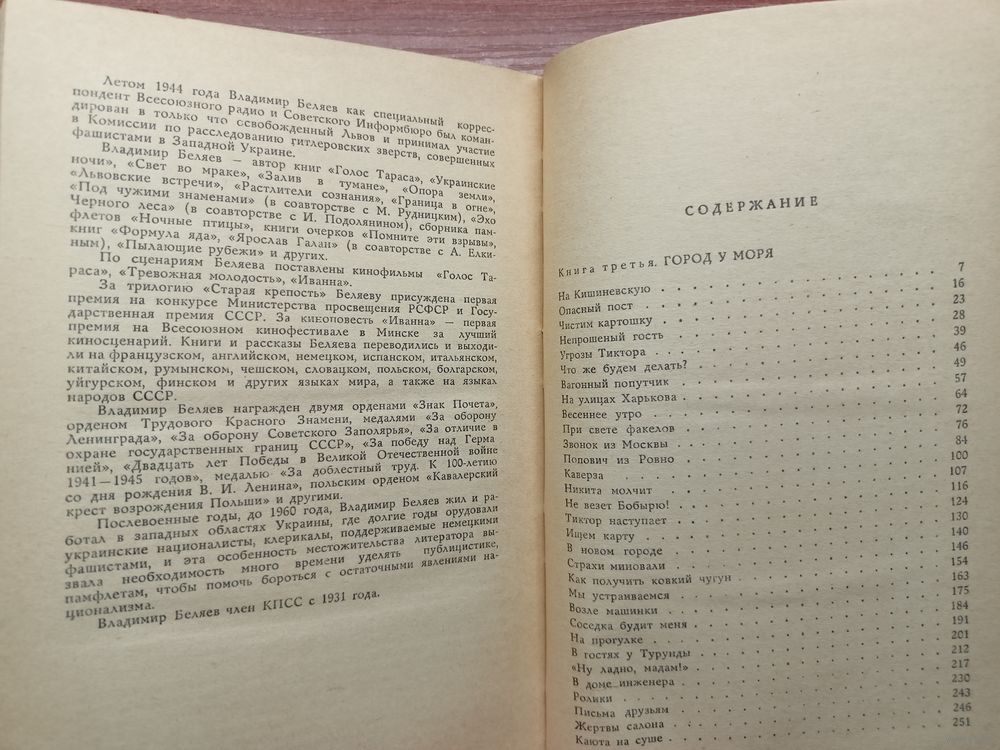 Летом 1944 года Владимир Беляев как специальный коррес-
пондент Всесоюзного радио и Советского Информбюро был коман-
дирован в только что освобожденный Львов и принимал участие
в Комиссии по расследованию гитлеровских зверств, совершенных
фашистами в Западной Украине.
Владимир Беляев — автор книг «Голос Тараса», «Украинские
ночи», «Свет во мраке», «Залив в тумане», «Опора земли»,
«Львовские встречи», «Растлители сознания», «Граница в огне»,
«Под чужими знаменами» (в соавторстве с М. Рудницким), «Эхо
Черного леса» (в соавторстве с И. Подолянином), сборника пам-
флетов «Ночные птицы», книги очерков «Помните эти взрывы»,
книг «Формула яда», «Ярослав Галан» (в соавторстве с А. Елки-
ным), «Пылающие рубежи» и других.
По сценариям Беляева поставлены кинофильмы «Голос Та-
раса», «Тревожная молодость», «Иванна».
За трилогию «Старая крепость» Беляеву присуждена первая
премия на конкурсе Министерства просвещения РСФСР и Госу-
дарственная премия СССР. За киноповесть «Иванна» — первая
премия на Всесоюзном кинофестивале в Минске за лучший
киносценарий. Книги и рассказы Беляева переводились и выходи-
ли на французском, английском, немецком, испанском, итальянском,
китайском, румынском, чешском, словацком, польском, болгарском,
уйгурском, финском и других языках мира, а также на языках
народов СССР.
Владимир Беляев награжден двумя орденами «Знак Почета»,
орденом Трудового Красного Знамени, медалями «За оборону
Ленинграда», «За оборону Советского Заполярья», «За отличие в
охране государственных границ СССР», «За победу над Герма
нией», «Двадцать лет Победы в Великой Отечественной войне
1941—1945 годов», медалью «За доблестный труд. К 100-летию
со дня рождения В. И. Ленина», польским орденом «Кавалерский
крест возрождения Польши» и другими.
Послевоенные годы, до 1960 года, Владимир Беляев жил и ра-
ботал в западных областях Украины, где долгие годы орудовали
украинские националисты, клерикалы, поддерживаемые немецкими
фашистами, и эта особенность местожительства литератора вы-
звала необходимость много времени уделять публицистике,
памфлетам, чтобы помочь бороться с остаточными явлениями на-
ционализма.
Владимир Беляев член КПСС с 1931 года.
СОДЕРЖАНИЕ
Книга третья. ГОРОД У МОРЯ
На Кишиневскую 7
Опасный пост 16
Чистим картошку 23
Непрошеный гость 28
Угрозы Тиктора 39
Что же будем делать? 46
Вагонный попутчик 49
На улицах Харькова 57
Весеннее утро 64
При свете факелов 72
Звонок из Москвы 76
Попович из Ровно 84
Каверза 100
Никита молчит 107
Не везет Бобырю! 116
Тиктор наступает 124
Ищем карту 130
В новом городе 140
Страхи миновали 146
Как получить ковкий чугун 154
Мы устраиваемся 163
Возле машинки 175
Соседка будит меня 184
На прогулке 191
В гостях у Турунды 201
«Ну ладно, мадам!» 212
В доме инженера 217
Ролики 230
Письма друзьям 243
Жертвы салона 246
Каюта на суше 251